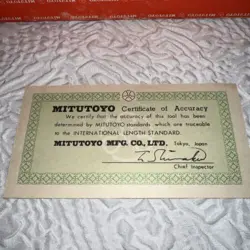 MITUTOYO Certificate of Accuracy
We certify that the accuracy of this tool has been
determined by MITUTOYO standards which are traceable
to the INTERNATIONAL LENGTH STANDARD.
MITUTOYO MFG. CO., LTD. Tokyo, Japan
Chief Inspector